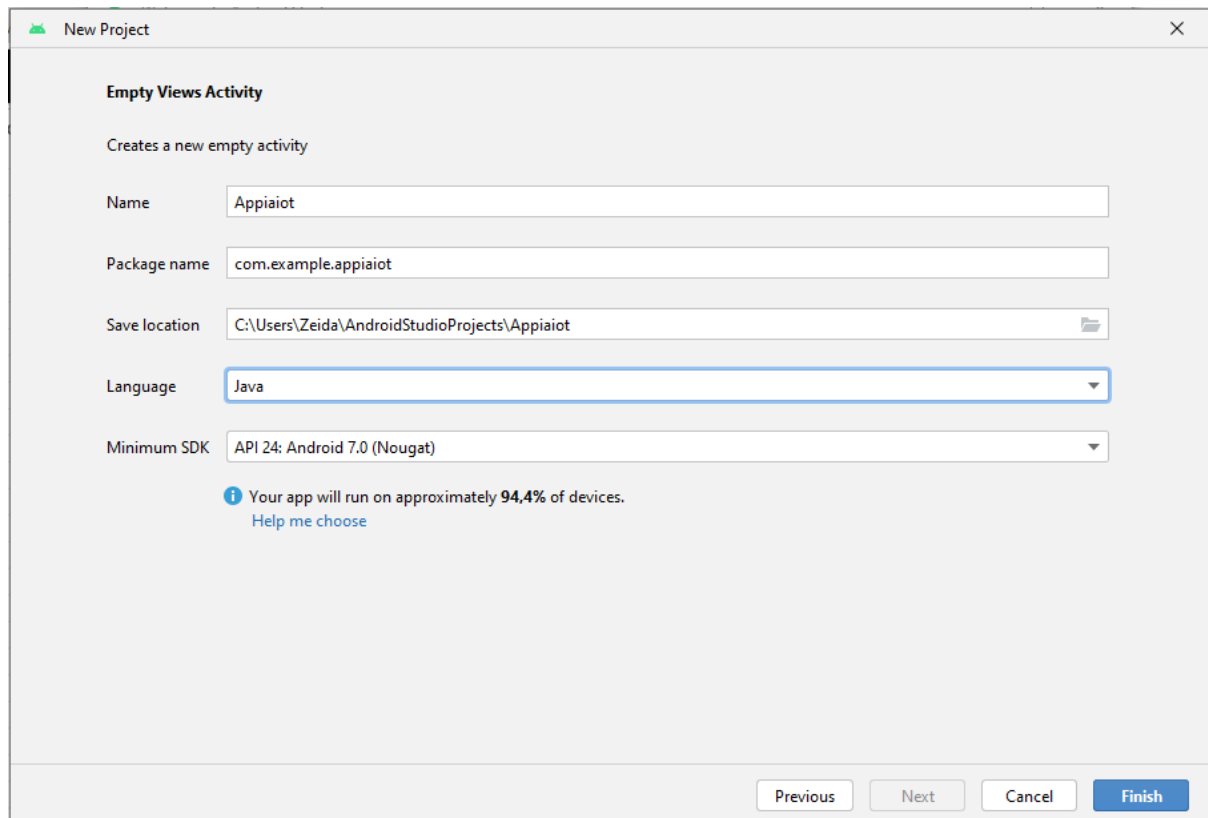 New Project
Empty Views Activity
Creates a new empty activity
Name Appiaiot
Package name com.example.appiaiot
Save location C:\Users\Zeida\AndroidStudioProjects\Appiaiot
Language Java
Minimum SDK API 24: Android 7.0 (Nougat)
Your app will run on approximately 94,4% of devices.
Help me choose
Previous Next Cancel Finish